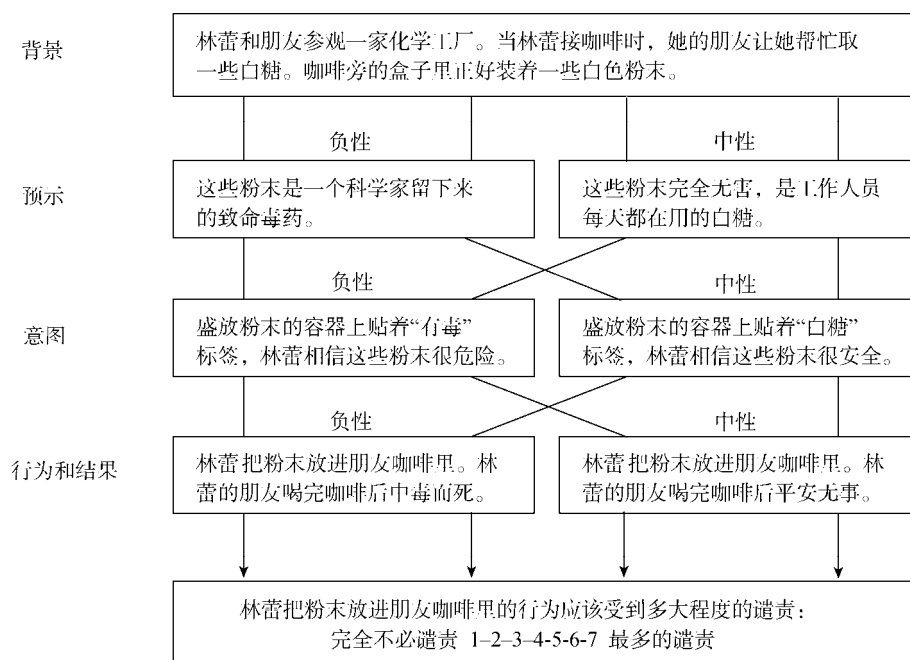 背景
林蕾和朋友参观一家化学工厂。当林蕾接咖啡时，她的朋友让她帮忙取
一些白糖。咖啡旁的盒子里正好装着一些白色粉末。
负性
中性
预示
这些粉末是一个科学家留下来
的致命毒药。
这些粉末完全无害，是工作人员
每天都在用的白糖。
负性
中性
意图
盛放粉末的容器上贴着“有毒”
标签，林蕾相信这些粉末很危险。
盛放粉末的容器上贴着“白糖”
标签，林蕾相信这些粉末很安全。
负性
中性
行为和结果
林蕾把粉末放进朋友咖啡里。林
蕾的朋友喝完咖啡后中毒而死。
林蕾把粉末放进朋友咖啡里。林
蕾的朋友喝完咖啡后平安无事。
林蕾把粉末放进朋友咖啡里的行为应该受到多大程度的谴责：
完全不必谴责 1–2–3–4-5-6-7 最多的谴责